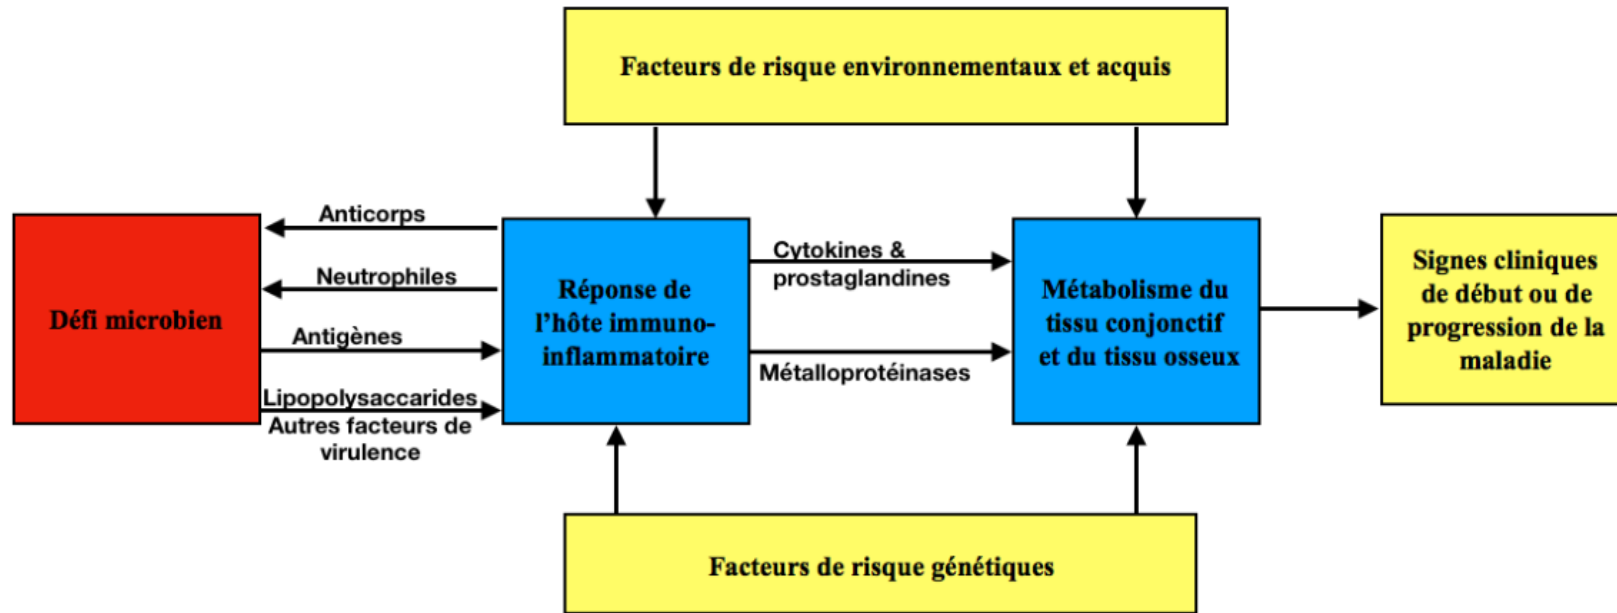 Facteurs de risque environnementaux et acquis
Anticorps
Neutrophiles
Défi microbien
Antigènes
Lipopolysaccarides
Autres facteurs de
virulence
Réponse de
l'hôte immuno-
inflammatoire
Cytokines &
prostaglandines
Métalloprotéinases
Métabolisme du
tissu conjonctif
et du tissu osseux
Signes cliniques
de début ou de
progression de la
maladie
Facteurs de risque génétiques